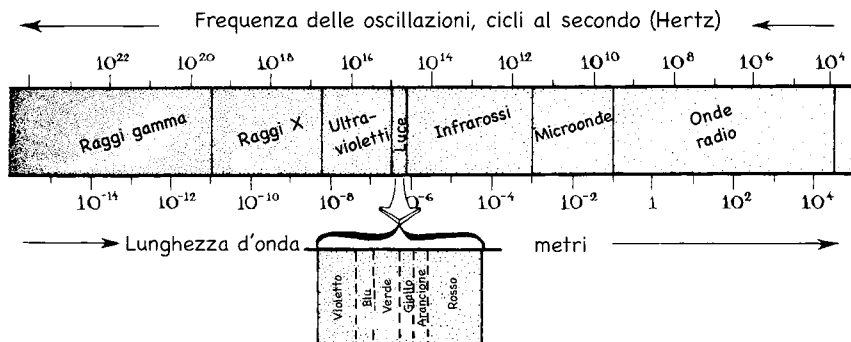 Frequenza delle oscillazioni, cicli al secondo (Hertz)
10²² 10²⁰ 10¹⁸ 10¹⁶ 10¹⁴ 10¹² 10¹⁰ 10⁸ 10⁶ 10⁴
Raggi gamma
Raggi X
Ultra-
violetti
Luce
Infrarossi
Microonde
Onde
radio
10⁻¹⁴ 10⁻¹² 10⁻¹⁰ 10⁻⁸ 10⁻⁶ 10⁻⁴ 10⁻² 1 10² 10⁴
Lunghezza d'onda metri
Violetto
Blu
Verde
Giallo
Arancione
Rosso